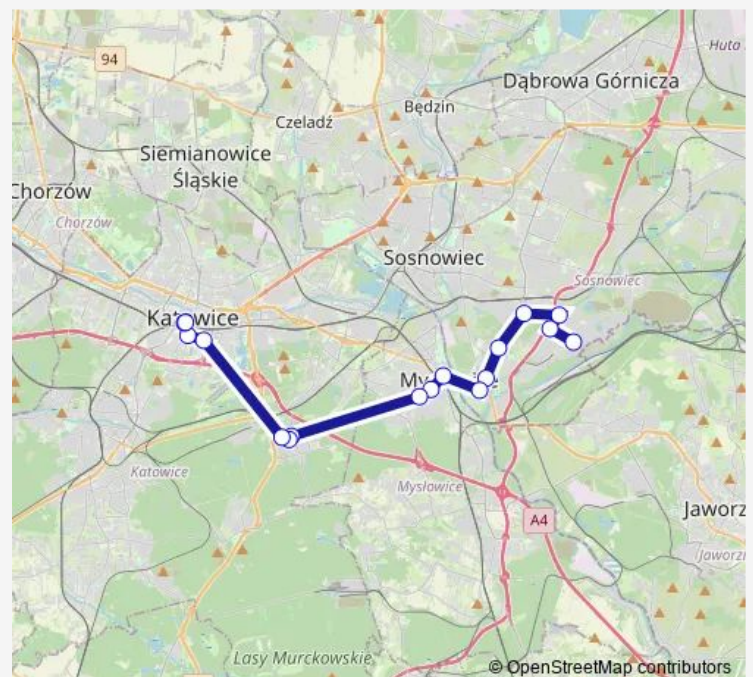 94
Huta
Dąbrowa Górnicza
Będzin
Czeladź
Siemianowice
Śląskie
Chorzów
Chorzów
Sosnowiec
Sosnowiec
Katowice
Katowice
Mysłowice
A4
Jaworz
Jaworzn
Lasy Murckowskie
© OpenStreetMap contributors